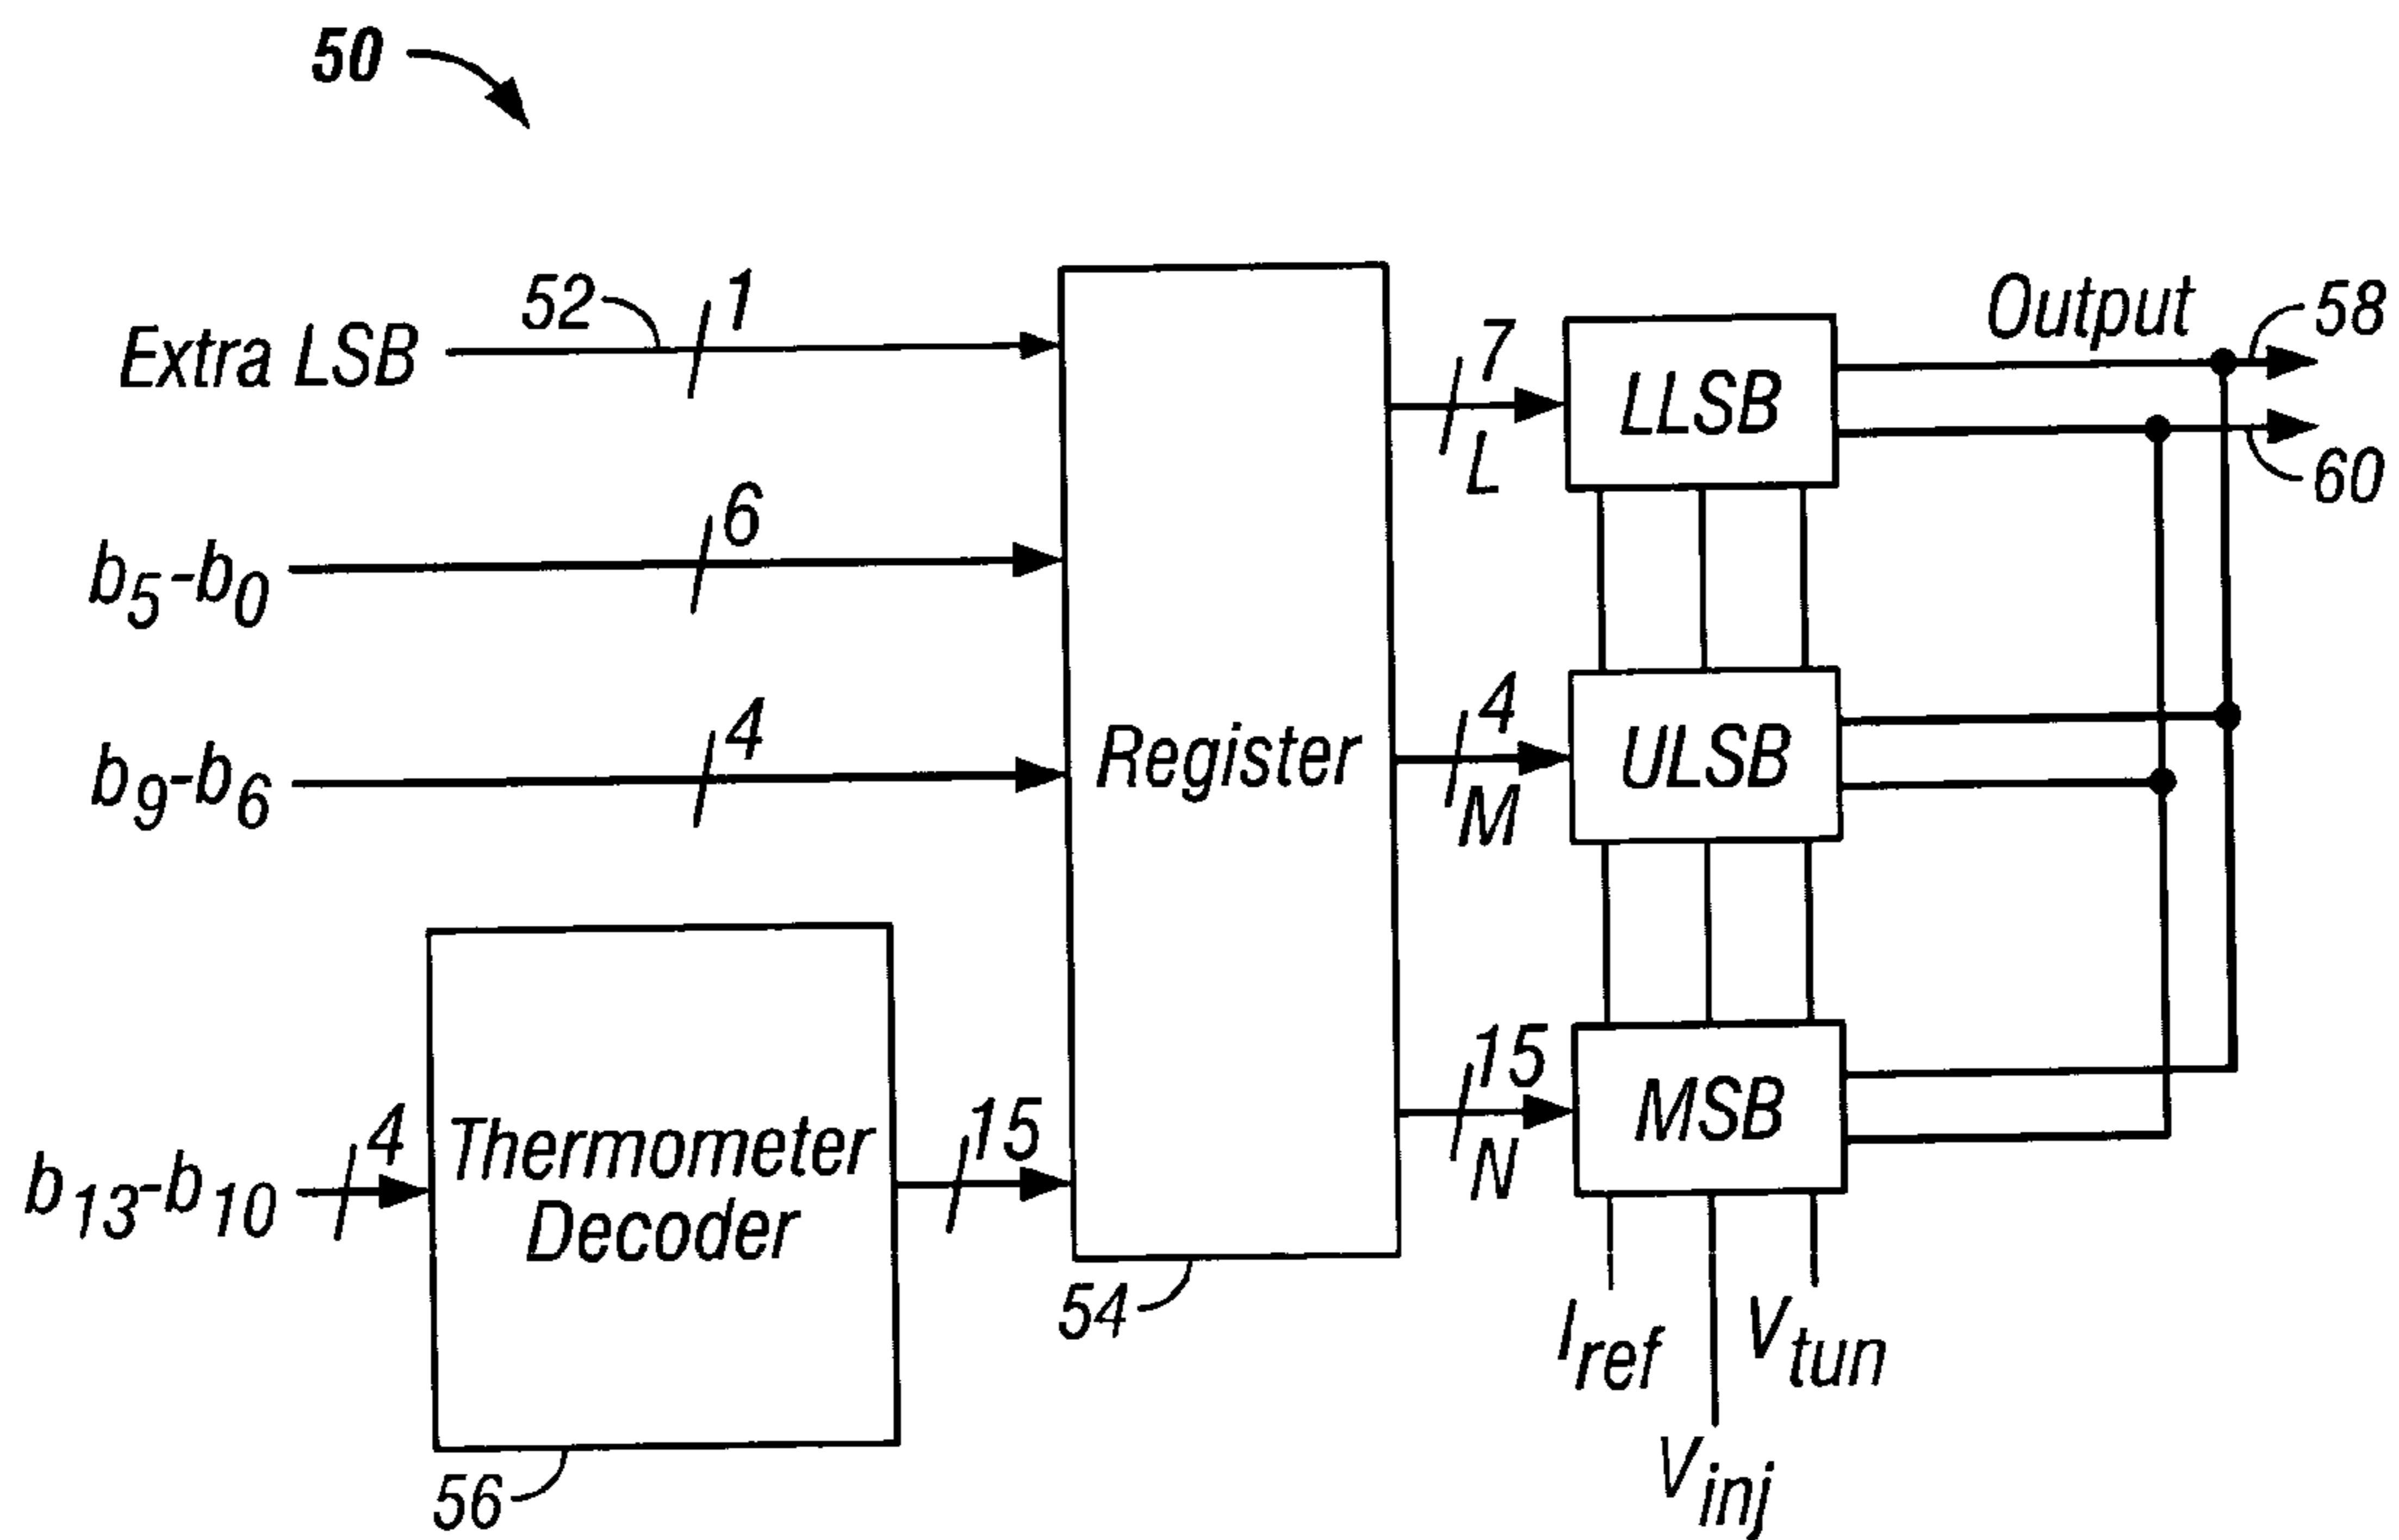 50
Extra LSB
52
1
b5-b0
6
b9-b6
4
b13-b10
4
Thermometer
Decoder
56
15
Register
54
7
L
4
M
15
N
LLSB
ULSB
MSB
Output
58
60
Iref
Vinj
Vtun